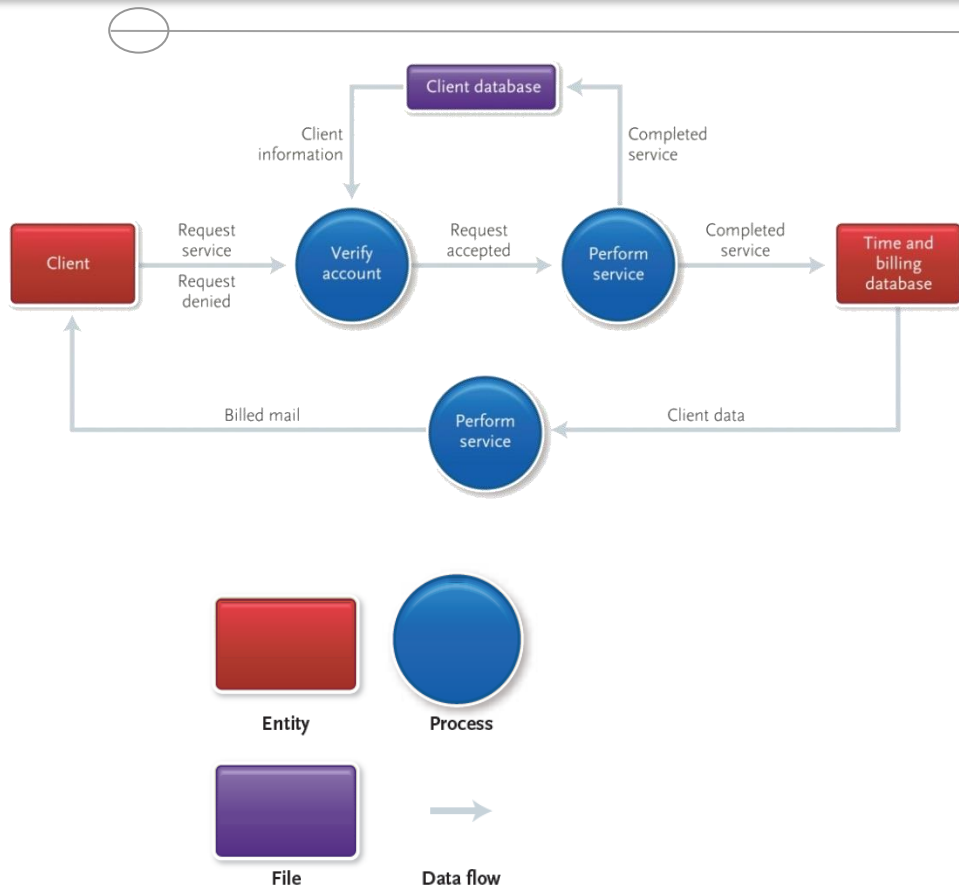 Client database
Client
information
Completed
service
Client
Request
service
Request
denied
Verify
account
Request
accepted
Perform
service
Completed
service
Time and
billing
database
Billed mail
Perform
service
Client data
Entity
Process
File
Data flow